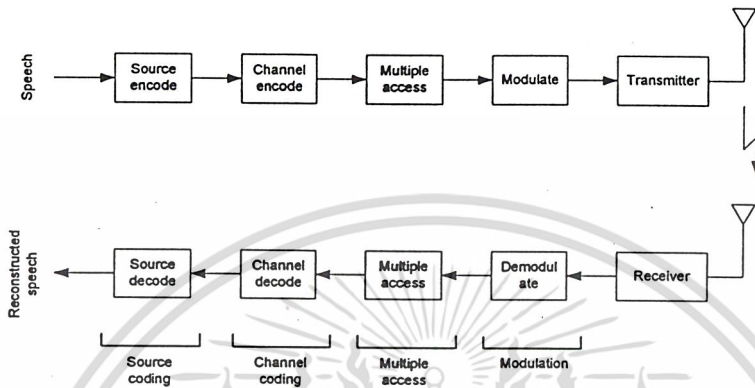 Speech
Source
encode
Channel
encode
Multiple
access
Modulate
Transmitter
Reconstructed
speech
Source
decode
Channel
decode
Multiple
access
Demodul
ate
Receiver
Source
coding
Channel
coding
Multiple
access
Modulation